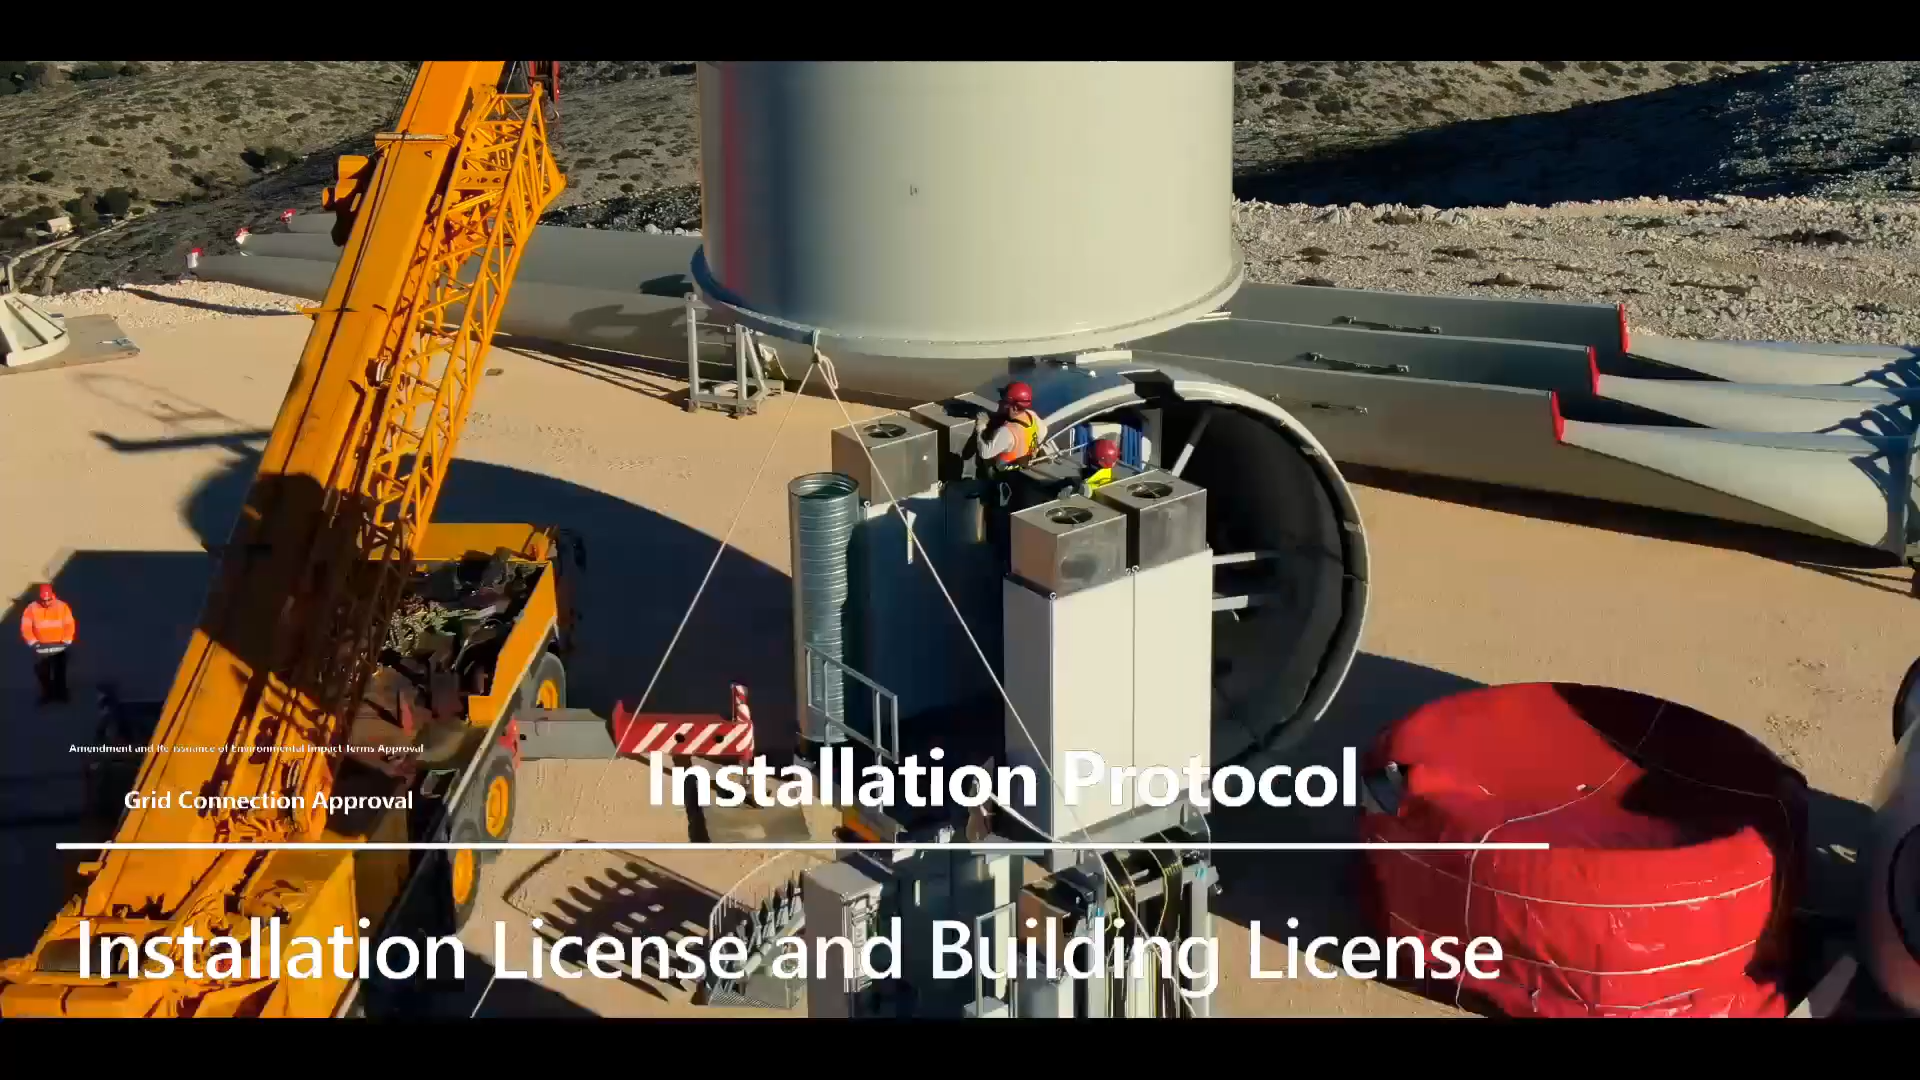 Amendment and Re-issuance of Environmental Impact Terms Approval
Grid Connection Approval
Installation Protocol
Installation License and Building License